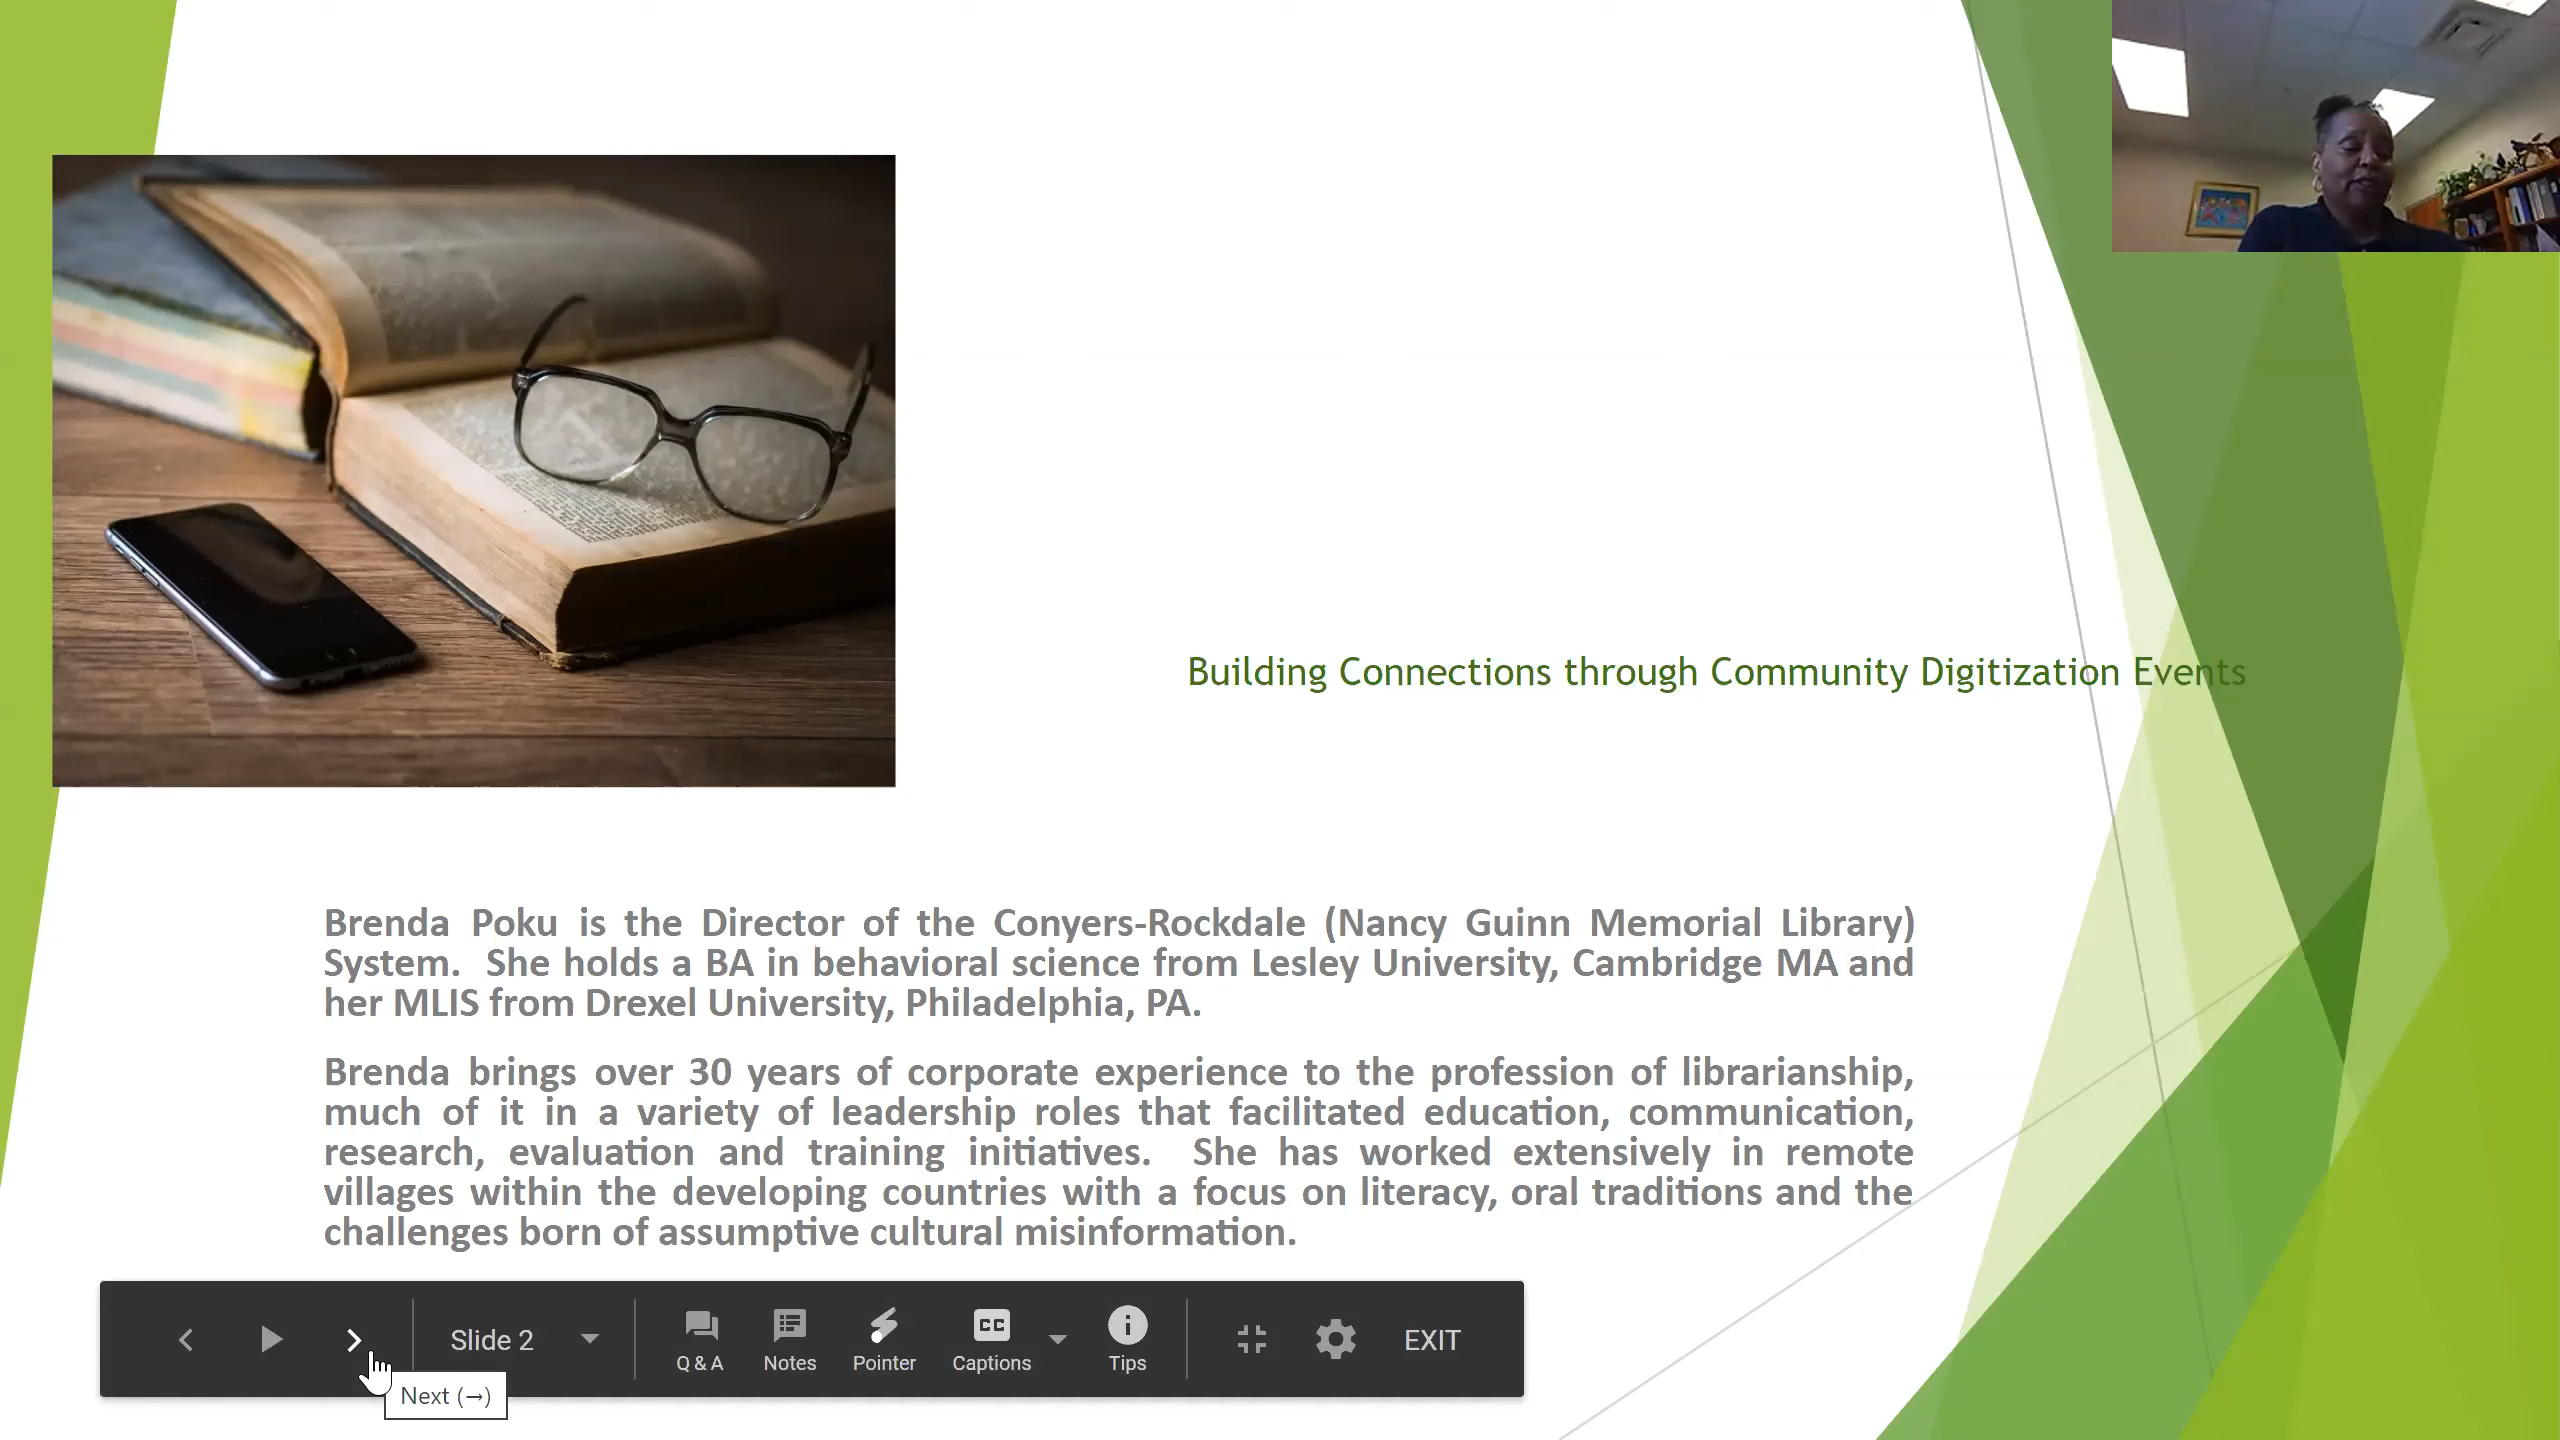 Building Connections through Community Digitization Events
Brenda Poku is the Director of the Conyers-Rockdale (Nancy Guinn Memorial Library)
System. She holds a BA in behavioral science from Lesley University, Cambridge MA and
her MLIS from Drexel University, Philadelphia, PA.
Brenda brings over 30 years of corporate experience to the profession of librarianship,
much of it in a variety of leadership roles that facilitated education, communication,
research, evaluation and training initiatives. She has worked extensively in remote
villages within the developing countries with a focus on literacy, oral traditions and the
challenges born of assumptive cultural misinformation.
Slide 2
Q & A
Notes
Pointer
CC
Captions
Tips
EXIT
Next (→)